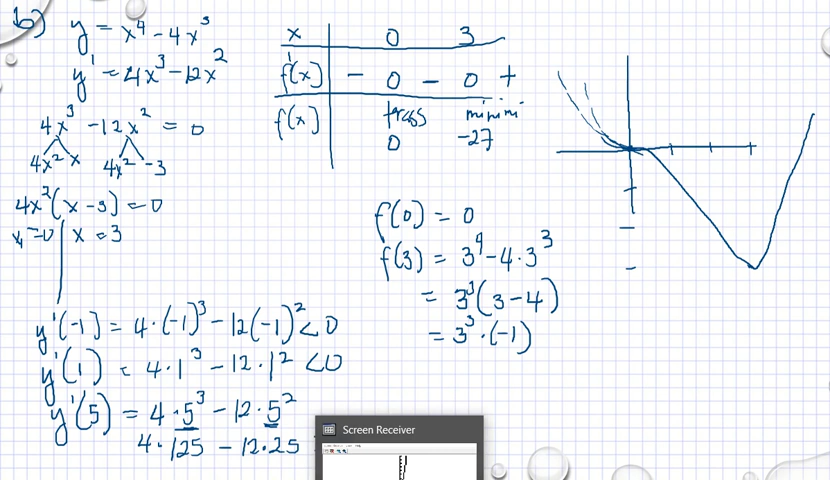 b) y = x⁴ - 4x³
y' = 4x³ - 12x²
4x³ - 12x² = 0
4x² x 4x² -3
4x²(x - 3) = 0
x = 0 | x = 3
y'(-1) = 4·(-1)³ - 12(-1)² < 0
y'(1) = 4·1³ - 12·1² < 0
y'(5) = 4·5³ - 12·5²
4·125 - 12·25
x 0 3
f'(x) - 0 - 0 +
f(x) trass minimi
0 -27
f(0) = 0
f(3) = 3⁴ - 4·3³
= 3³(3 - 4)
= 3³·(-1)
Screen Receiver